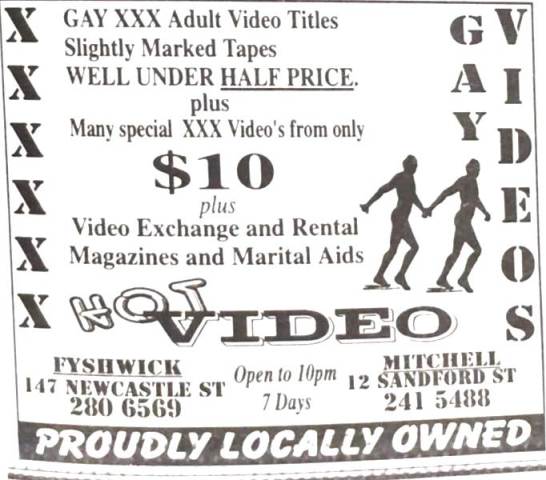 X X X X X X
GAY XXX Adult Video Titles
Slightly Marked Tapes
WELL UNDER HALF PRICE.
plus
Many special XXX Video's from only
$10
plus
Video Exchange and Rental
Magazines and Marital Aids
GAY
VIDEOS
HOT
VIDEO
FYSHWICK
147 NEWCASTLE ST
280 6569
Open to 10pm
7 Days
MITCHELL
12 SANDFORD ST
241 5488
PROUDLY LOCALLY OWNED